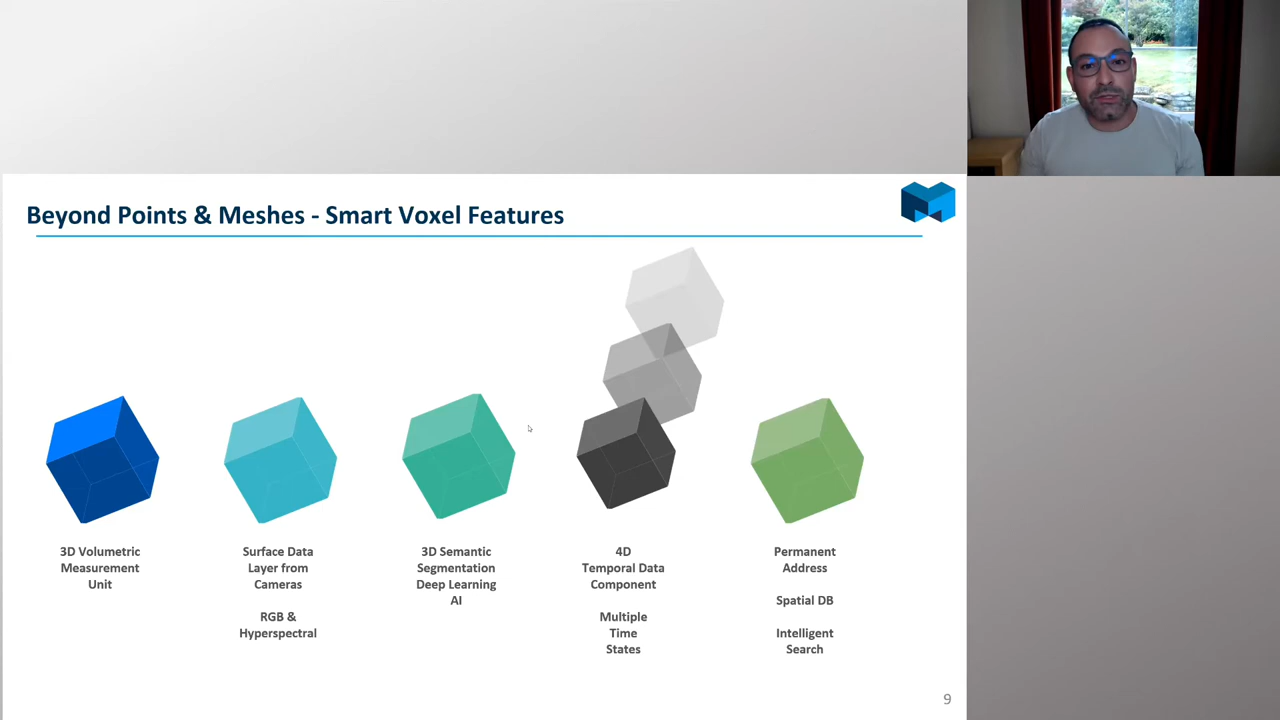 Beyond Points & Meshes - Smart Voxel Features
3D Volumetric
Measurement
Unit
Surface Data
Layer from
Cameras
RGB &
Hyperspectral
3D Semantic
Segmentation
Deep Learning
AI
4D
Temporal Data
Component
Multiple
Time
States
Permanent
Address
Spatial DB
Intelligent
Search
9